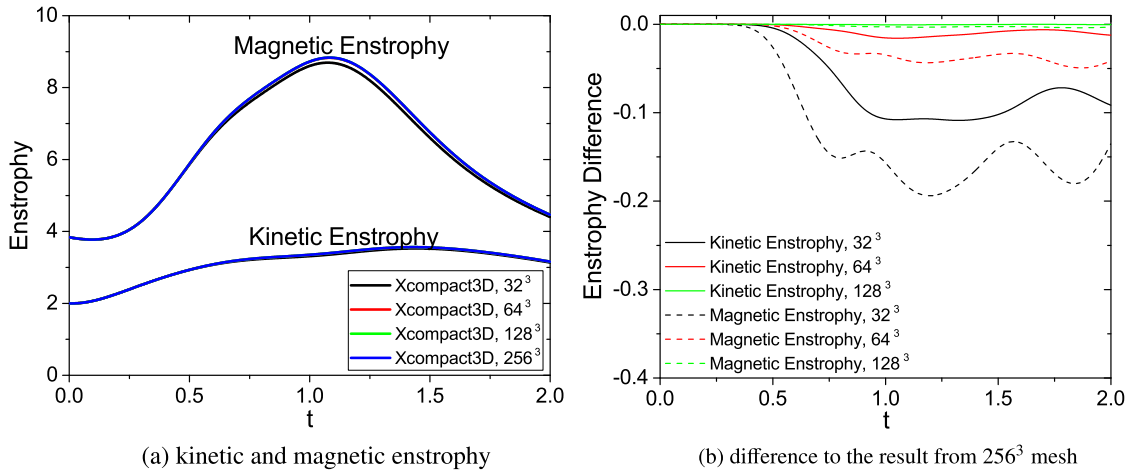 (a)
Enstrophy
10
8
6
4
2
0
Magnetic Enstrophy
Kinetic Enstrophy
Xcompact3D, 32³
Xcompact3D, 64³
Xcompact3D, 128³
Xcompact3D, 256³
0.0 0.5 1.0 1.5 2.0
t
(a) kinetic and magnetic enstrophy
(b)
Enstrophy Difference
0.0
-0.1
-0.2
-0.3
-0.4
Kinetic Enstrophy, 32³
Kinetic Enstrophy, 64³
Kinetic Enstrophy, 128³
Magnetic Enstrophy, 32³
Magnetic Enstrophy, 64³
Magnetic Enstrophy, 128³
0.0 0.5 1.0 1.5 2.0
t
(b) difference to the result from 256³ mesh